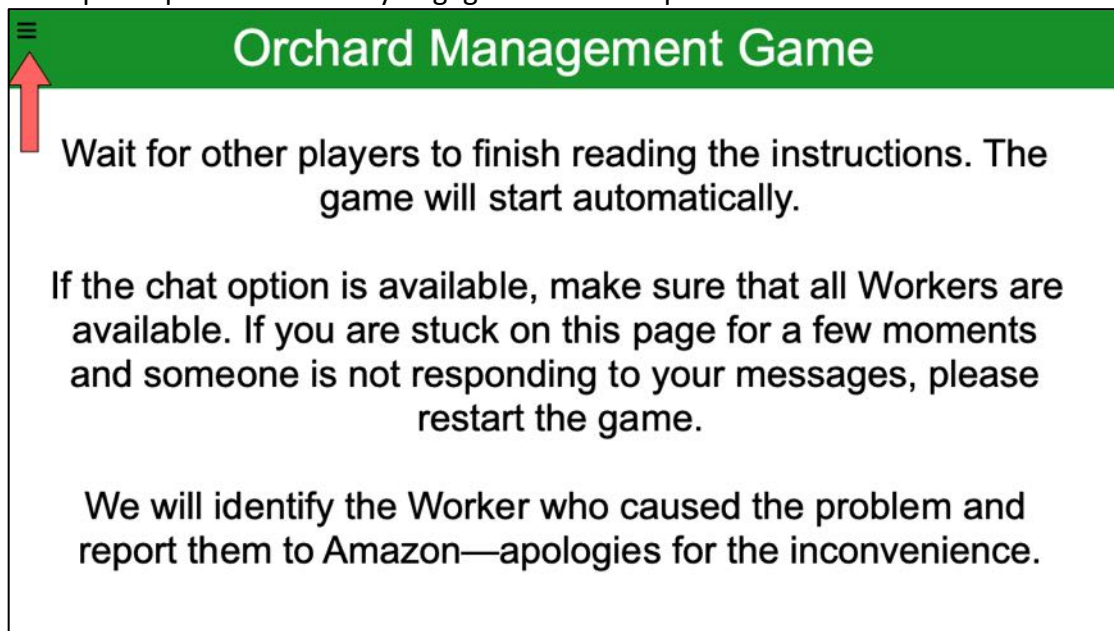 Orchard Management Game
Wait for other players to finish reading the instructions. The
game will start automatically.
If the chat option is available, make sure that all Workers are
available. If you are stuck on this page for a few moments
and someone is not responding to your messages, please
restart the game.
We will identify the Worker who caused the problem and
report them to Amazon—apologies for the inconvenience.